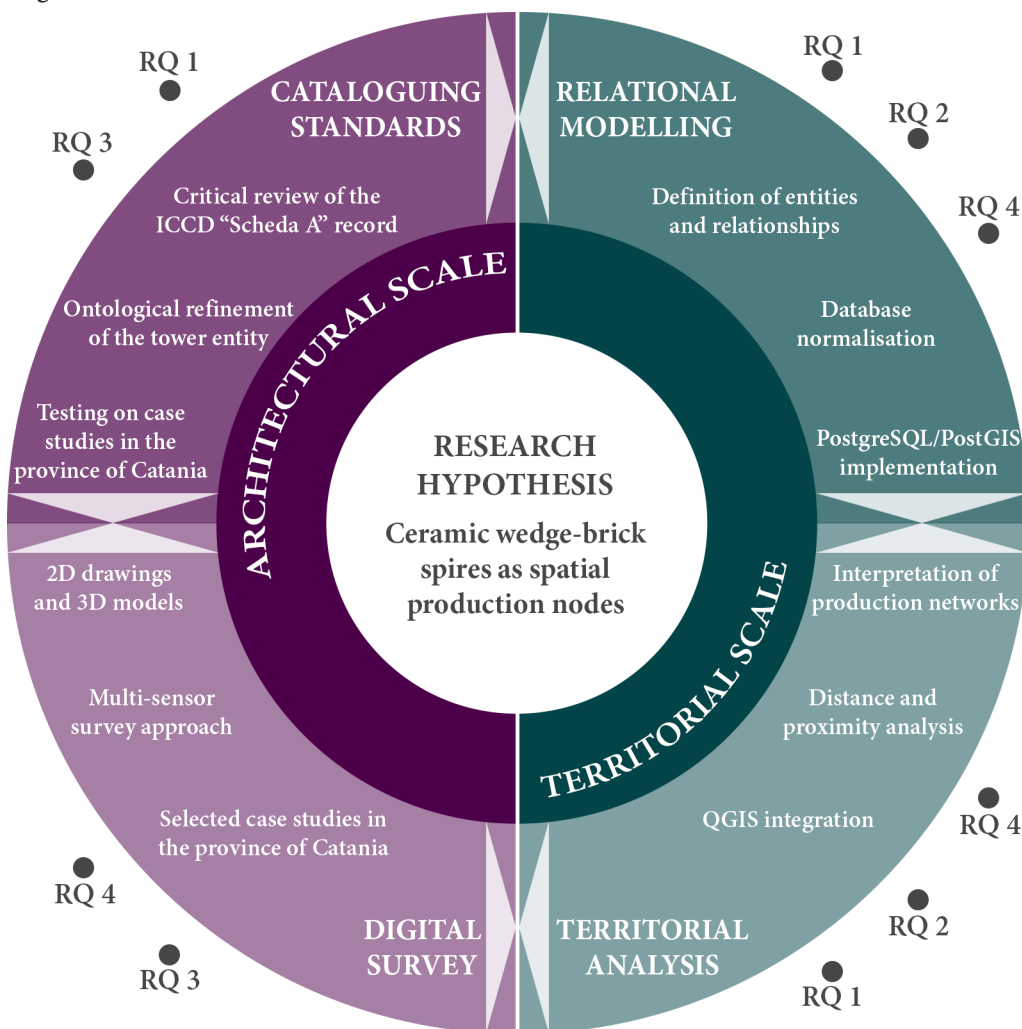 RQ 1
RQ 3
CATALOGUING
STANDARDS
Critical review of the
ICCD “Scheda A” record
Ontological refinement
of the tower entity
Testing on case
studies in the
province of Catania
RQ 1
RQ 2
RQ 4
RELATIONAL
MODELLING
Definition of entities
and relationships
Database
normalisation
PostgreSQL/PostGIS
implementation
ARCHITECTURAL SCALE
RESEARCH
HYPOTHESIS
Ceramic wedge-brick
spires as spatial
production nodes
TERRITORIAL SCALE
2D drawings
and 3D models
Multi-sensor
survey approach
Selected case studies in
the province of Catania
DIGITAL
SURVEY
RQ 4
RQ 3
Interpretation of
production networks
Distance and
proximity analysis
QGIS integration
TERRITORIAL
ANALYSIS
RQ 4
RQ 2
RQ 1